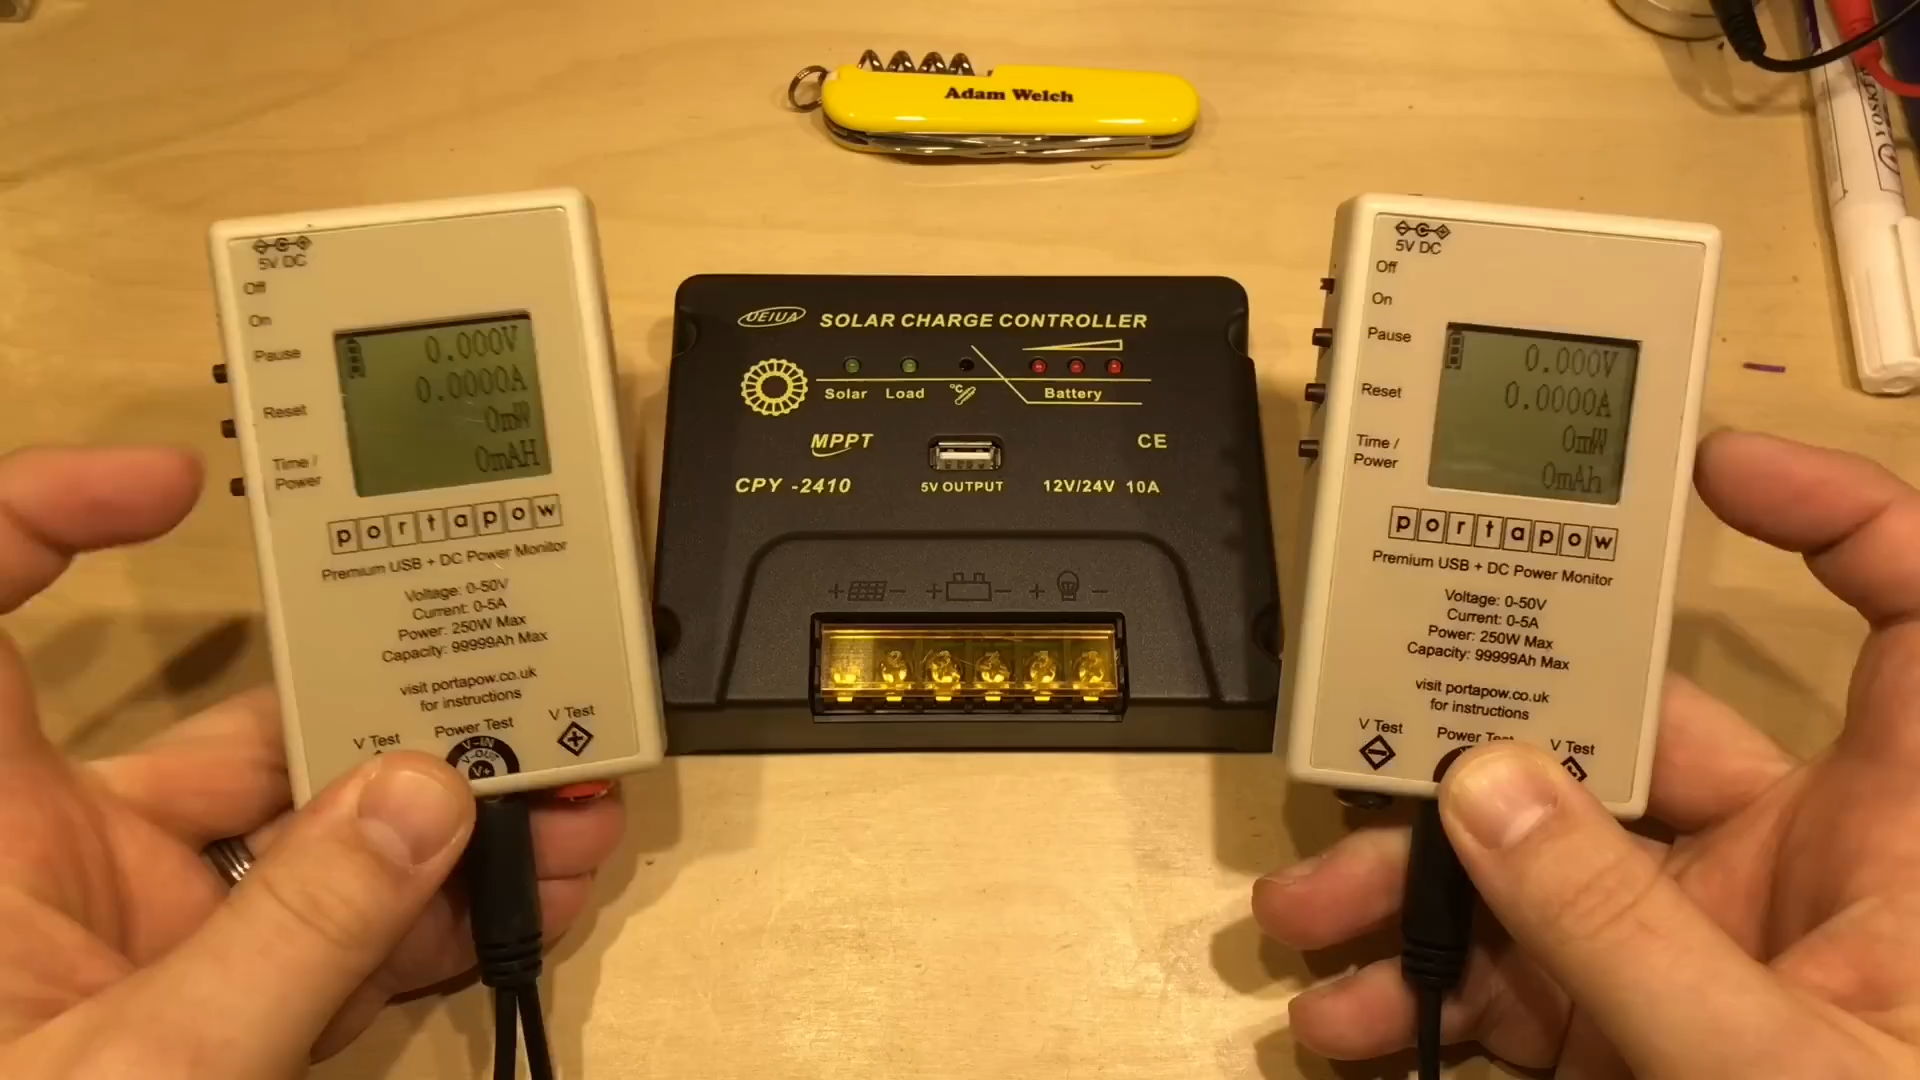 Adam Welch
5V DC
Off
On
Pause
Reset
Time /
Power
0.000V
0.0000A
0mW
0mAH
portapow
Premium USB + DC Power Monitor
Voltage: 0-50V
Current: 0-5A
Power: 250W Max
Capacity: 99999Ah Max
visit portapow.co.uk
for instructions
V Test
Power Test
V Test
V-IN
V-OUT
V+
SOLAR CHARGE CONTROLLER
Solar
Load
°C
Battery
MPPT
CE
CPY -2410
5V OUTPUT
12V/24V 10A
+ - + - + -
5V DC
Off
On
Pause
Reset
Time /
Power
0.000V
0.0000A
0mW
0mAh
portapow
Premium USB + DC Power Monitor
Voltage: 0-50V
Current: 0-5A
Power: 250W Max
Capacity: 99999Ah Max
visit portapow.co.uk
for instructions
V Test
Power Test
V Test